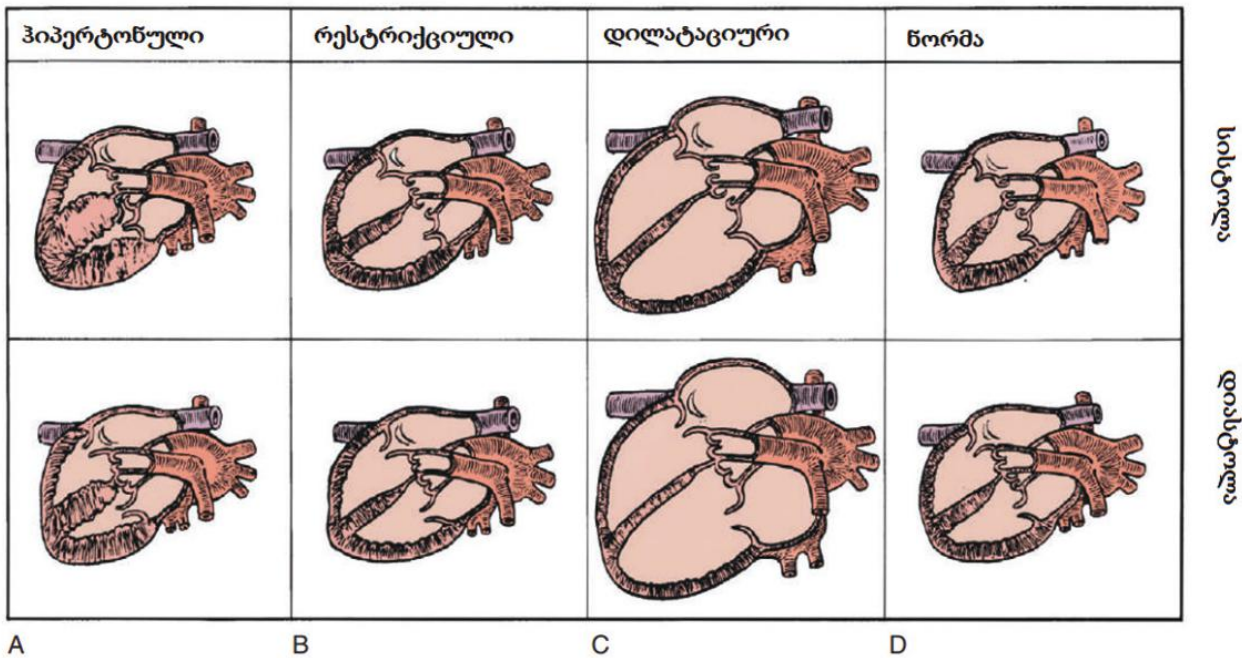 ჰიპერტონული
რესტრიქციული
დილატაციური
ნორმა
სისტოლა
დიასტოლა
A
B
C
D